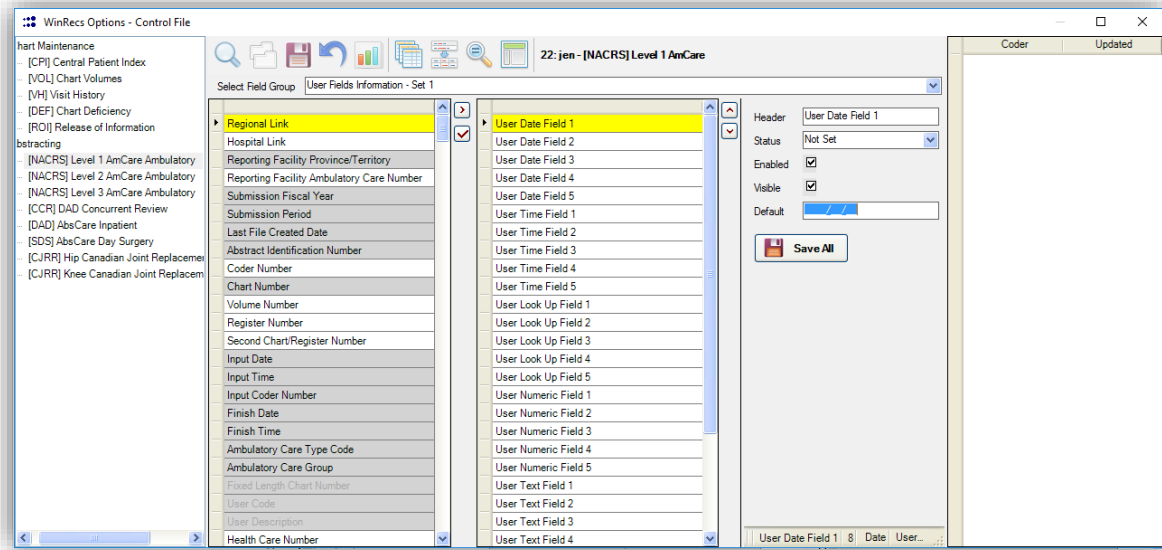 WinRecs Options - Control File
hart Maintenance
[CPI] Central Patient Index
[VOL] Chart Volumes
[VH] Visit History
[DEF] Chart Deficiency
[ROI] Release of Information
bstracting
[NACRS] Level 1 AmCare Ambulatory
[NACRS] Level 2 AmCare Ambulatory
[NACRS] Level 3 AmCare Ambulatory
[CCR] DAD Concurrent Review
[DAD] AbsCare Inpatient
[SDS] AbsCare Day Surgery
[CJRR] Hip Canadian Joint Replacemer
[CJRR] Knee Canadian Joint Replacem
22: jen - [NACRS] Level 1 AmCare
Select Field Group User Fields Information - Set 1
Regional Link
Hospital Link
Reporting Facility Province/Territory
Reporting Facility Ambulatory Care Number
Submission Fiscal Year
Submission Period
Last File Created Date
Abstract Identification Number
Coder Number
Chart Number
Volume Number
Register Number
Second Chart/Register Number
Input Date
Input Time
Input Coder Number
Finish Date
Finish Time
Ambulatory Care Type Code
Ambulatory Care Group
Fixed Length Chart Number
User Code
User Description
Health Care Number
User Date Field 1
User Date Field 2
User Date Field 3
User Date Field 4
User Date Field 5
User Time Field 1
User Time Field 2
User Time Field 3
User Time Field 4
User Time Field 5
User Look Up Field 1
User Look Up Field 2
User Look Up Field 3
User Look Up Field 4
User Look Up Field 5
User Numeric Field 1
User Numeric Field 2
User Numeric Field 3
User Numeric Field 4
User Numeric Field 5
User Text Field 1
User Text Field 2
User Text Field 3
User Text Field 4
Header User Date Field 1
Status Not Set
Enabled
Visible
Default __/__/__
Save All
User Date Field 1 8 Date User...
Coder Updated